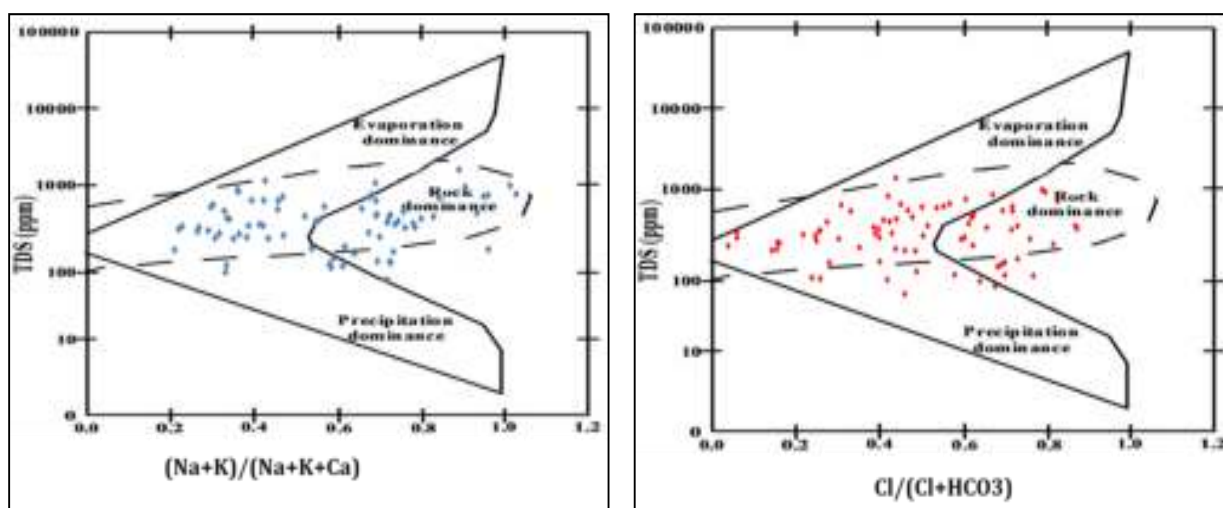 100000
10000
1000
100
10
0
TDS (ppm)
Evaporation
dominance
Rock
dominance
Precipitation
dominance
0.0 0.2 0.4 0.6 0.8 1.0 1.2
(Na+K)/(Na+K+Ca)
100000
10000
1000
100
10
0
TDS (ppm)
Evaporation
dominance
Rock
dominance
Precipitation
dominance
0.0 0.2 0.4 0.6 0.8 1.0 1.2
Cl/(Cl+HCO3)